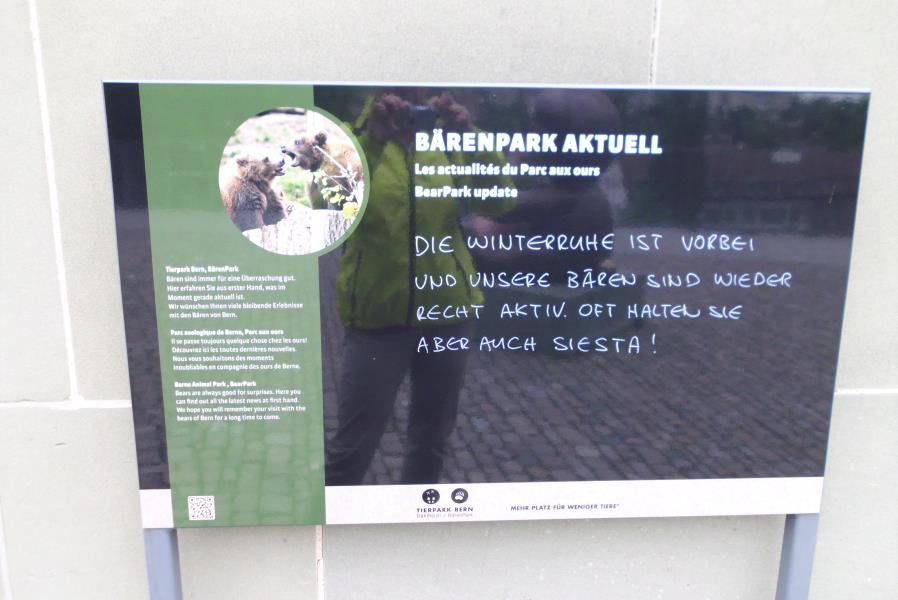 BÄRENPARK AKTUELL
Les actualités du Parc aux ours
BearPark update
DIE WINTERRUHE IST VORBEI
UND UNSERE BÄREN SIND WIEDER
RECHT AKTIV. OFT HALTEN SIE
ABER AUCH SIESTA!
Tierpark Bern, BärenPark
Bären sind immer für eine Überraschung gut.
Hier erfahren Sie aus erster Hand, was im
Moment gerade aktuell ist.
Wir wünschen Ihnen viele bleibende Erlebnisse
mit den Bären von Bern.
Parc zoologique de Berne, Parc aux ours
Il se passe toujours quelque chose chez les ours!
Découvrez ici les toutes dernières nouvelles.
Nous vous souhaitons des moments
inoubliables en compagnie des ours de Berne.
Berne Animal Park, BearPark
Bears are always good for surprises. Here you
can find out all the latest news at first hand.
We hope you will remember your visit with the
bears of Bern for a long time to come.
TIERPARK BERN
Dählhölzli + BärenPark
MEHR PLATZ FÜR WENIGER TIERE